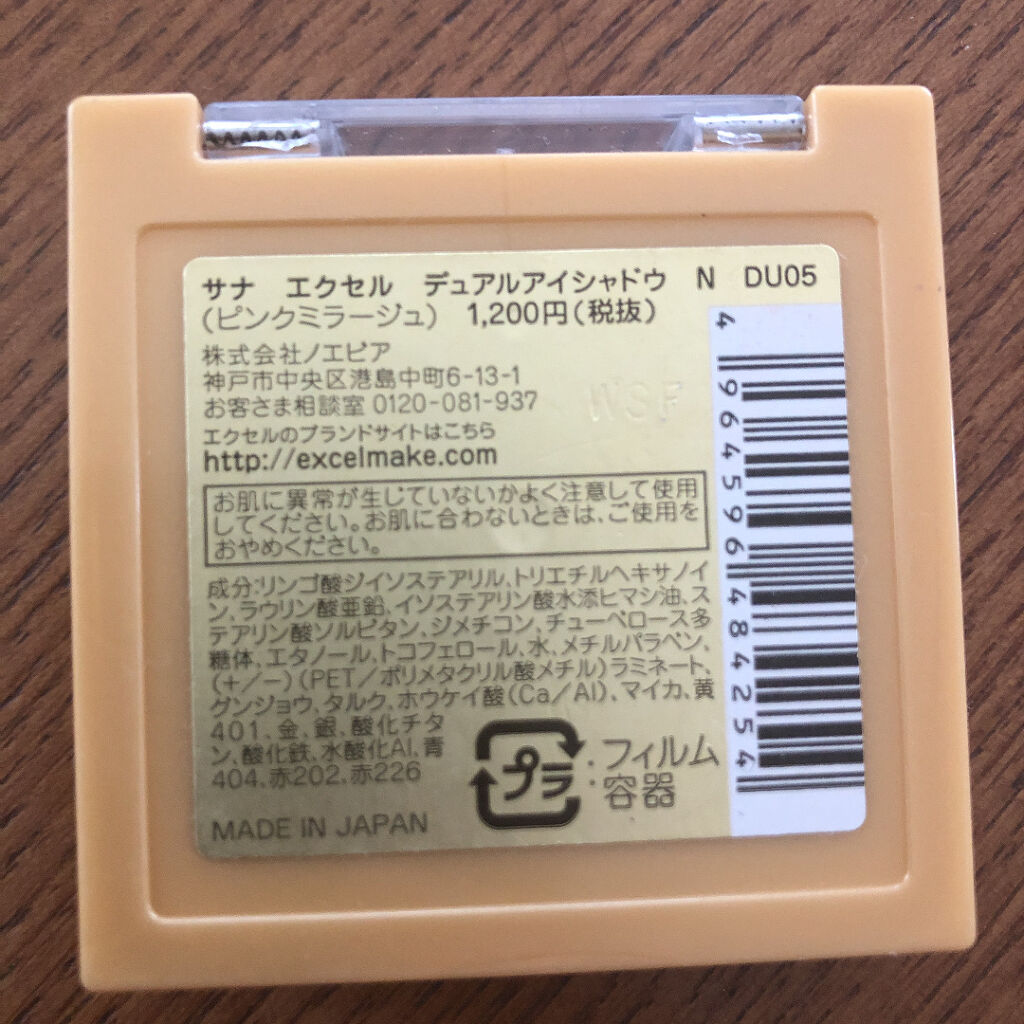 サナ エクセル デュアルアイシャドウ N DU05
(ピンクミラージュ) 1,200円(税抜)
株式会社ノエビア
神戸市中央区港島中町6-13-1
お客さま相談室 0120-081-937
エクセルのブランドサイトはこちら
http://excelmake.com
お肌に異常が生じていないかよく注意して使用
してください。お肌に合わないときは、ご使用を
おやめください。
成分:リンゴ酸ジイソステアリル、トリエチルヘキサノイ
ン、ラウリン酸亜鉛、イソステアリン酸水添ヒマシ油、ス
テアリン酸ソルビタン、ジメチコン、チューベロース多
糖体、エタノール、トコフェロール、水、メチルパラベン、
(+/−)(PET/ポリメタクリル酸メチル)ラミネート、
グンジョウ、タルク、ホウケイ酸(Ca/Al)、マイカ、黄
401、金、銀、酸化チタ
ン、酸化鉄、水酸化Al、青
404、赤202、赤226
プラ
:フィルム
:容器
MADE IN JAPAN
4964596484254
WSF